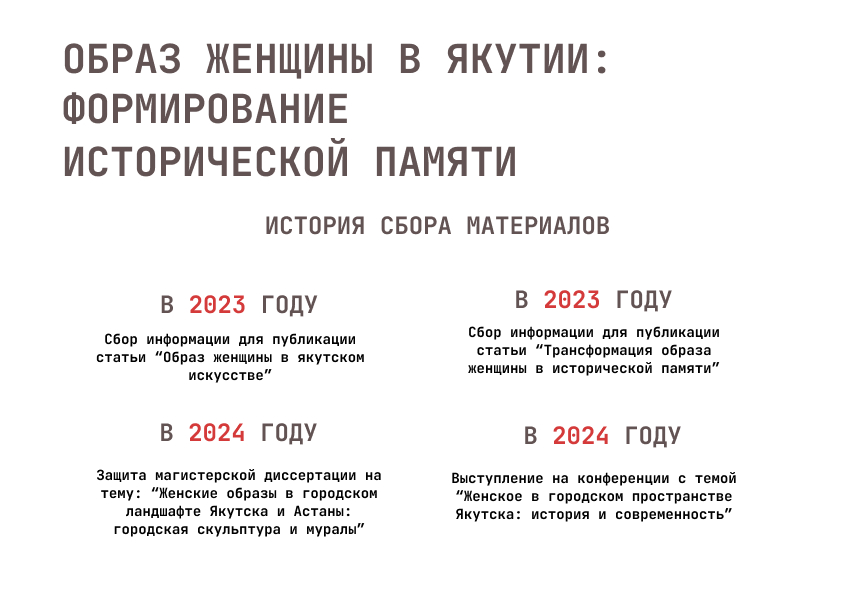 ОБРАЗ ЖЕНЩИНЫ В ЯКУТИИ:
ФОРМИРОВАНИЕ
ИСТОРИЧЕСКОЙ ПАМЯТИ
ИСТОРИЯ СБОРА МАТЕРИАЛОВ
В 2023 ГОДУ
Сбор информации для публикации
статьи “Образ женщины в якутском
искусстве”
В 2023 ГОДУ
Сбор информации для публикации
статьи “Трансформация образа
женщины в исторической памяти”
В 2024 ГОДУ
Защита магистерской диссертации на
тему: “Женские образы в городском
ландшафте Якутска и Астаны:
городская скульптура и муралы”
В 2024 ГОДУ
Выступление на конференции с темой
“Женское в городском пространстве
Якутска: история и современность”